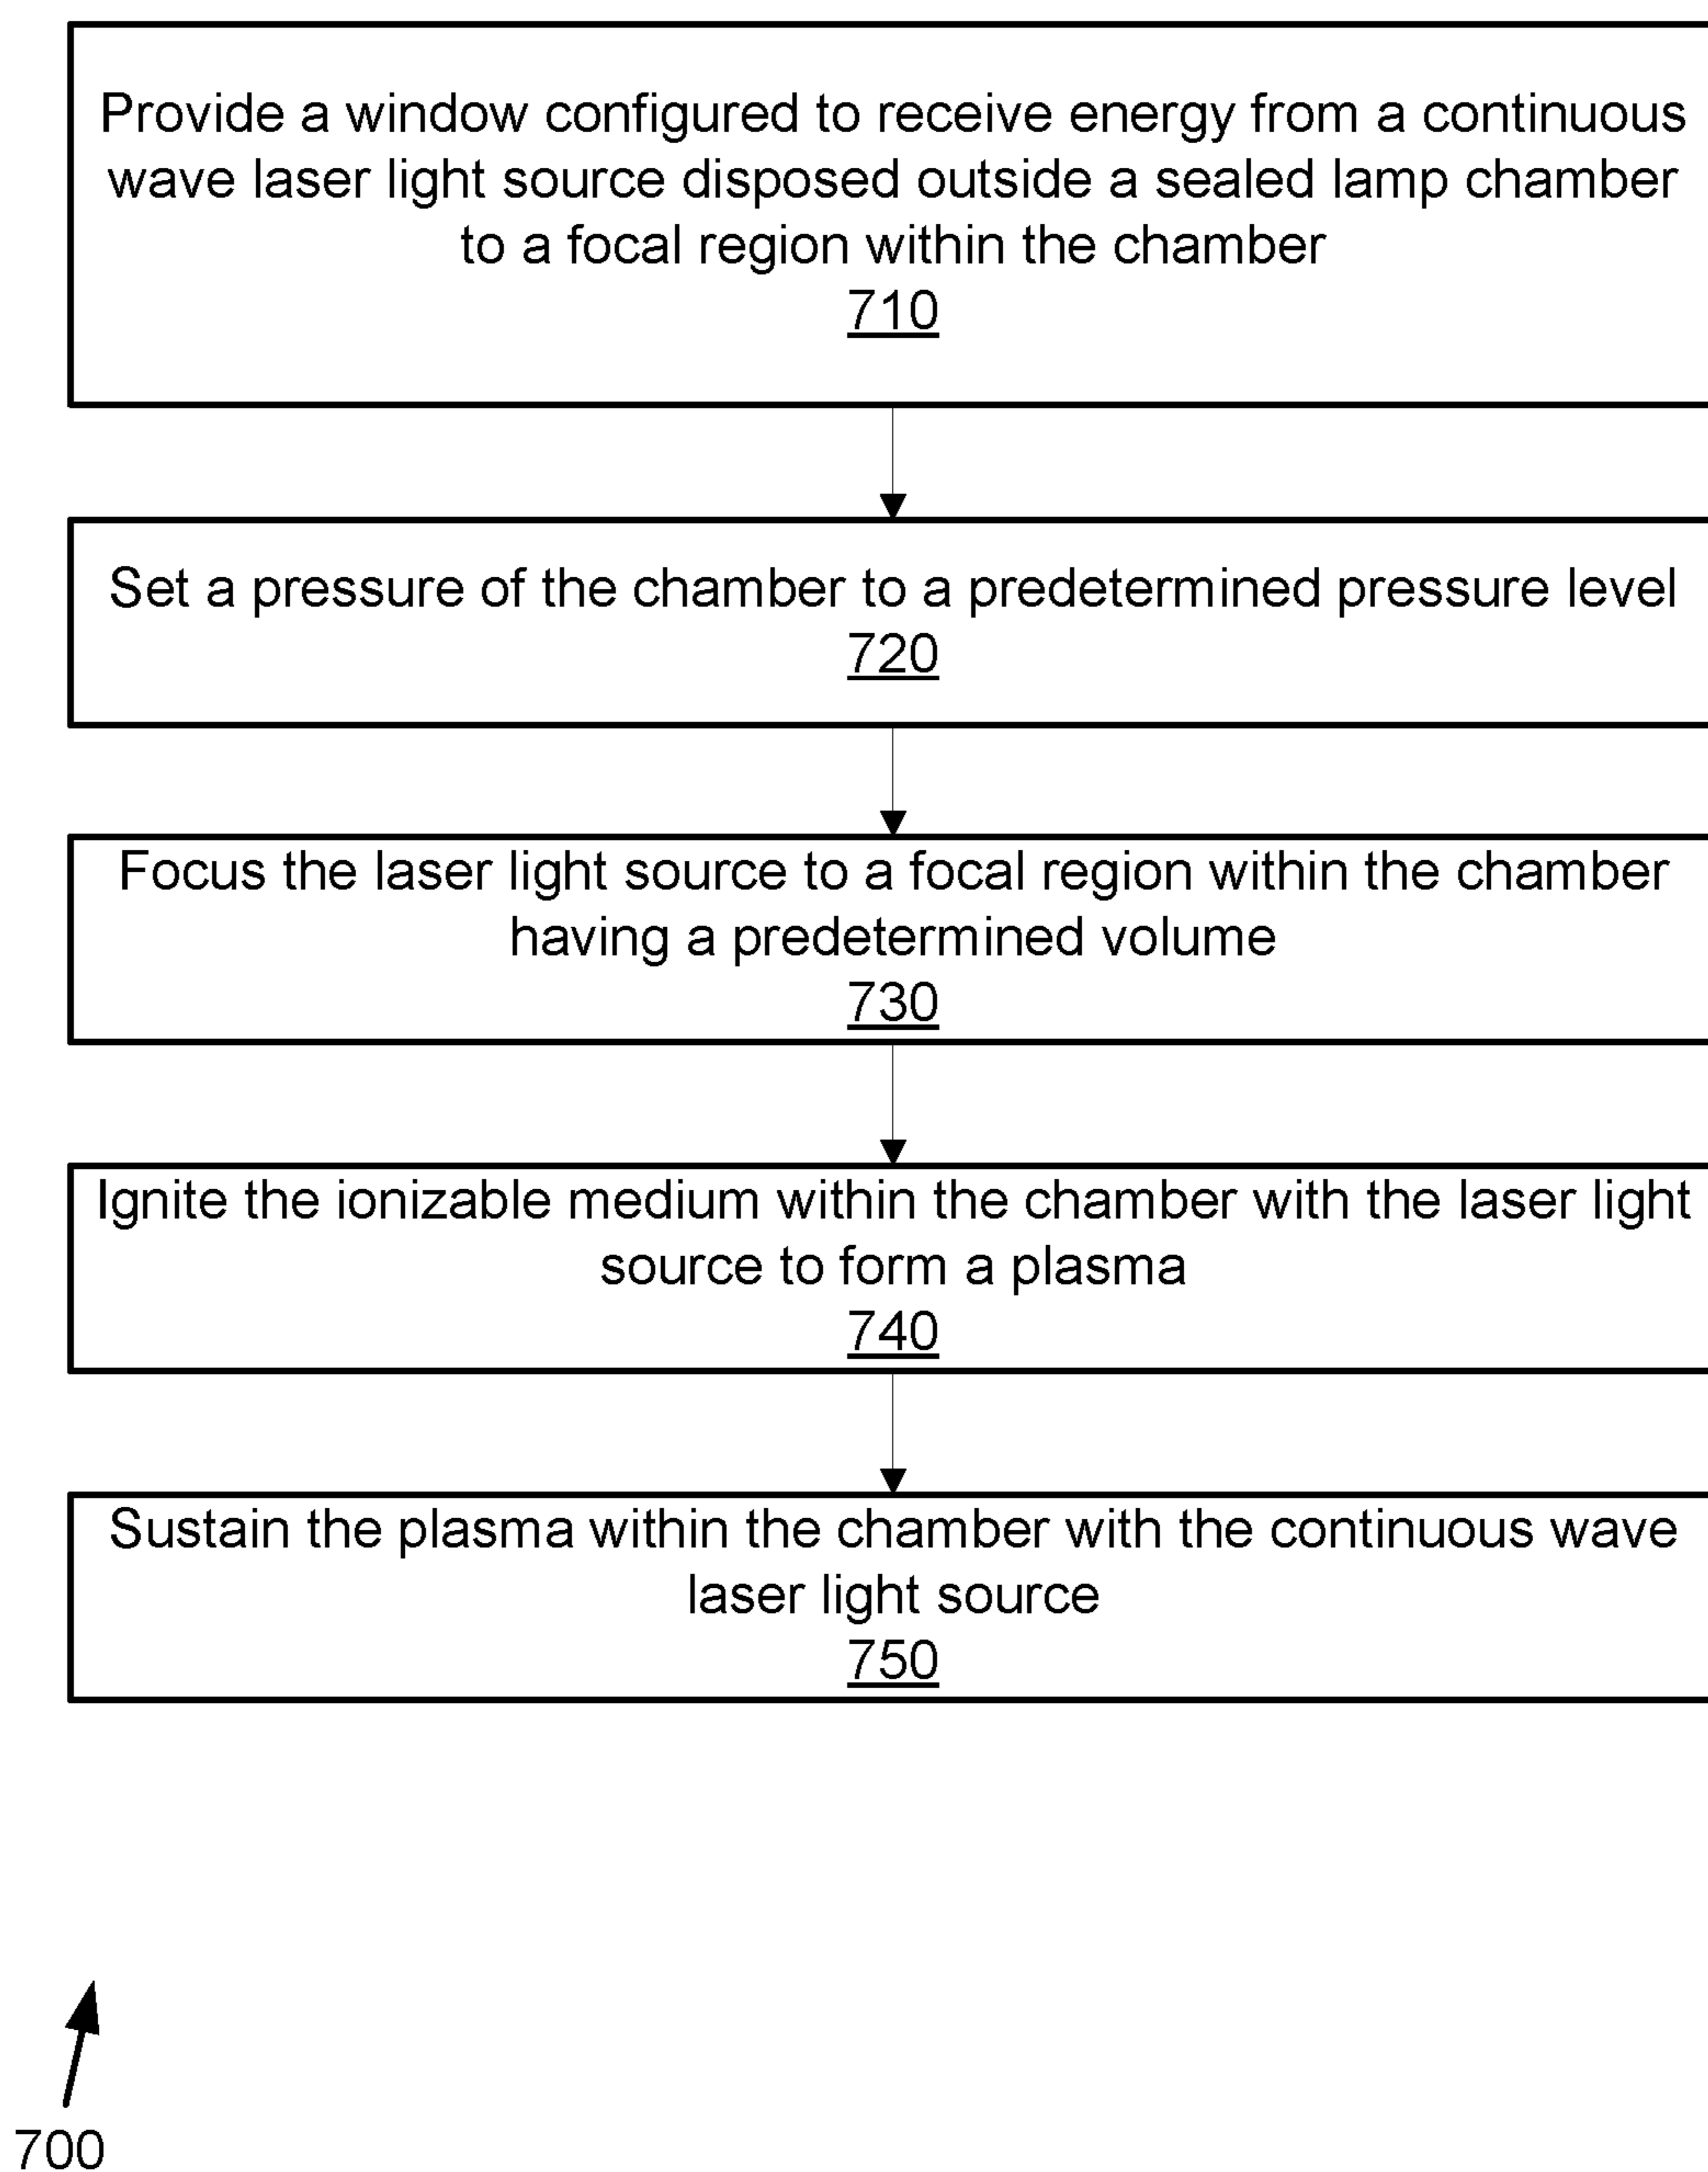 Provide a window configured to receive energy from a continuous
wave laser light source disposed outside a sealed lamp chamber
to a focal region within the chamber
710
Set a pressure of the chamber to a predetermined pressure level
720
Focus the laser light source to a focal region within the chamber
having a predetermined volume
730
Ignite the ionizable medium within the chamber with the laser light
source to form a plasma
740
Sustain the plasma within the chamber with the continuous wave
laser light source
750
700